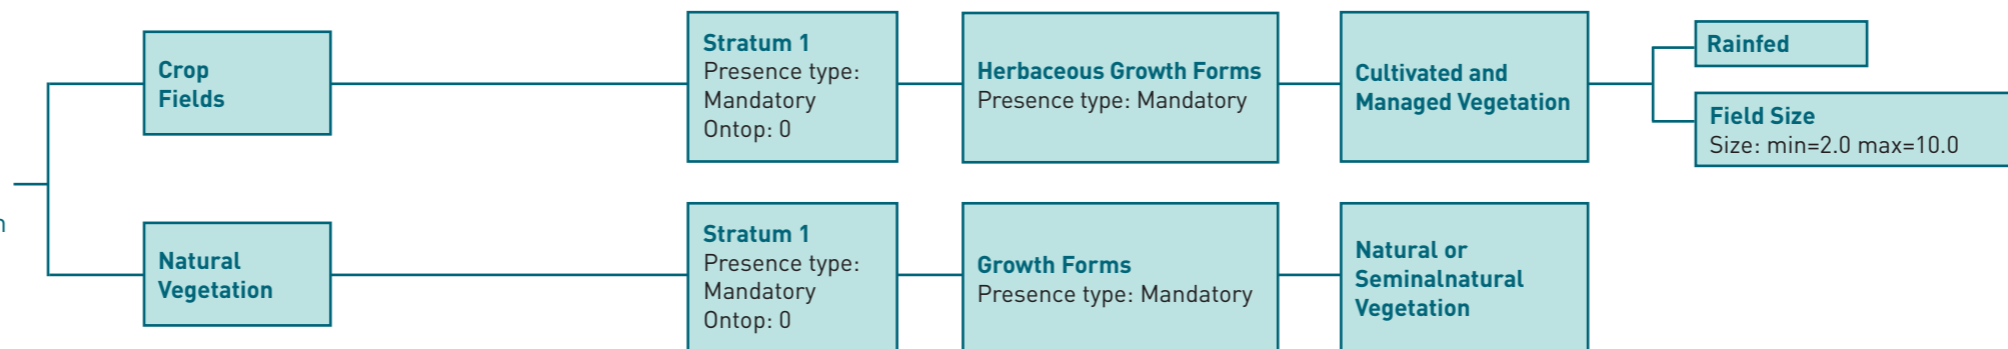 Crop
Fields
Stratum 1
Presence type:
Mandatory
Ontop: 0
Herbaceous Growth Forms
Presence type: Mandatory
Cultivated and
Managed Vegetation
Rainfed
Field Size
Size: min=2.0 max=10.0
Natural
Vegetation
Stratum 1
Presence type:
Mandatory
Ontop: 0
Growth Forms
Presence type: Mandatory
Natural or
Seminalnatural
Vegetation